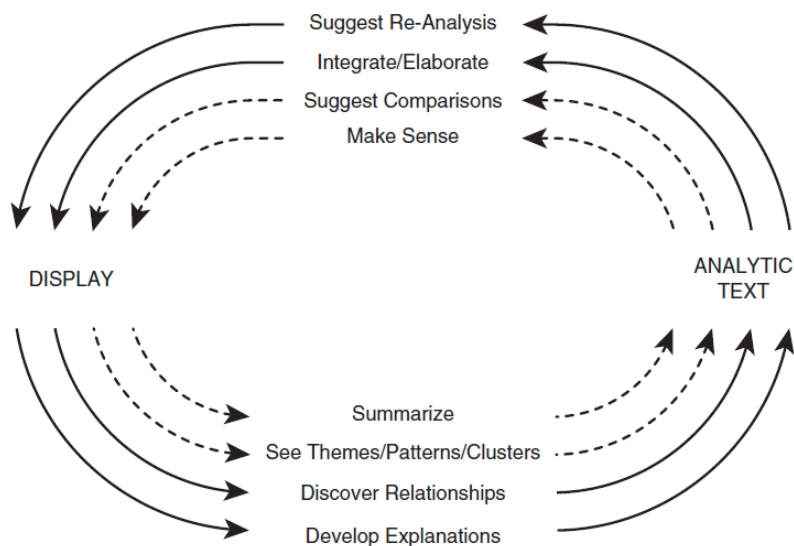 Suggest Re-Analysis
Integrate/Elaborate
Suggest Comparisons
Make Sense
DISPLAY
ANALYTIC
TEXT
Summarize
See Themes/Patterns/Clusters
Discover Relationships
Develop Explanations